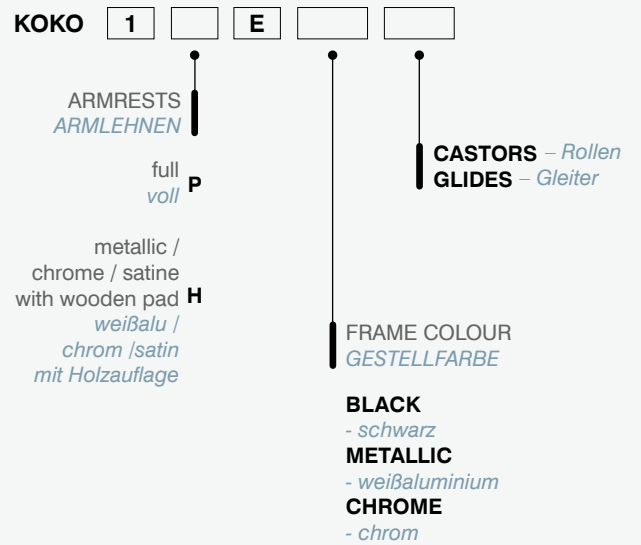 KOKO 1 E
ARMRESTS
ARMLEHNEN
full
voll P
metallic /
chrome / satine
with wooden pad H
weißalu /
chrom /satin
mit Holzauflage
CASTORS – Rollen
GLIDES – Gleiter
FRAME COLOUR
GESTELLFARBE
BLACK
- schwarz
METALLIC
- weißaluminium
CHROME
- chrom